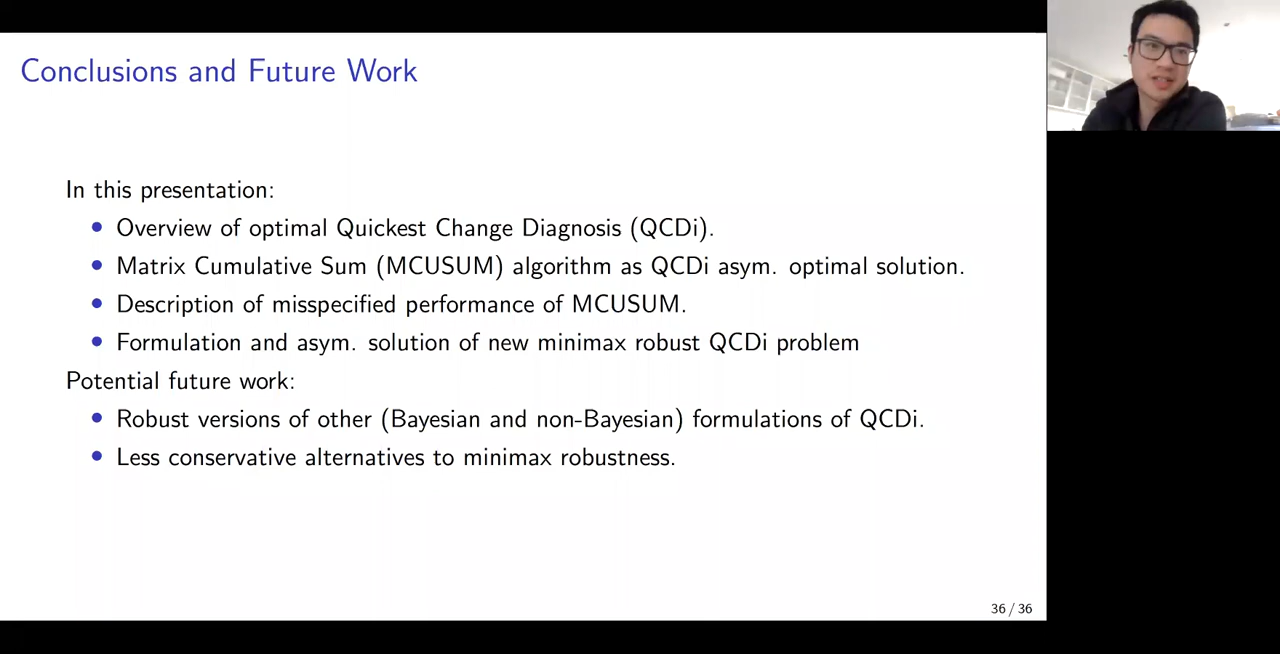 Conclusions and Future Work
In this presentation:
• Overview of optimal Quickest Change Diagnosis (QCDi).
• Matrix Cumulative Sum (MCUSUM) algorithm as QCDi asym. optimal solution.
• Description of misspecified performance of MCUSUM.
• Formulation and asym. solution of new minimax robust QCDi problem
Potential future work:
• Robust versions of other (Bayesian and non-Bayesian) formulations of QCDi.
• Less conservative alternatives to minimax robustness.
36 / 36